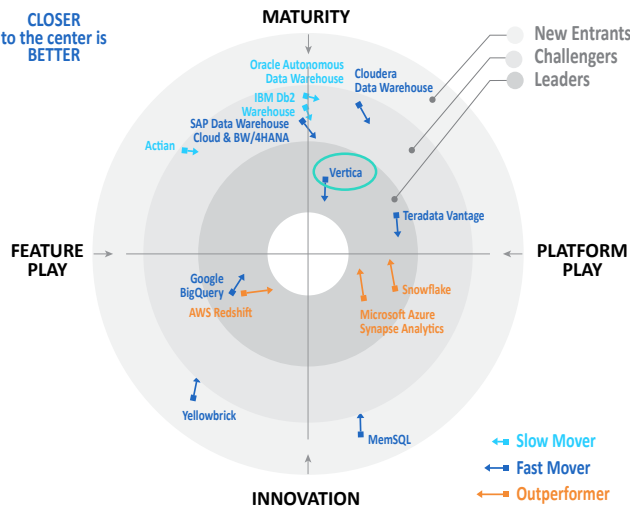 CLOSER
to the center is
BETTER
MATURITY
New Entrants
Challengers
Leaders
Oracle Autonomous
Data Warehouse
Cloudera
Data Warehouse
IBM Db2
Warehouse
SAP Data Warehouse
Cloud & BW/4HANA
Actian
Vertica
Teradata Vantage
FEATURE
PLAY
PLATFORM
PLAY
Google
BigQuery
AWS Redshift
Snowflake
Microsoft Azure
Synapse Analytics
Yellowbrick
MemSQL
Slow Mover
Fast Mover
Outperformer
INNOVATION